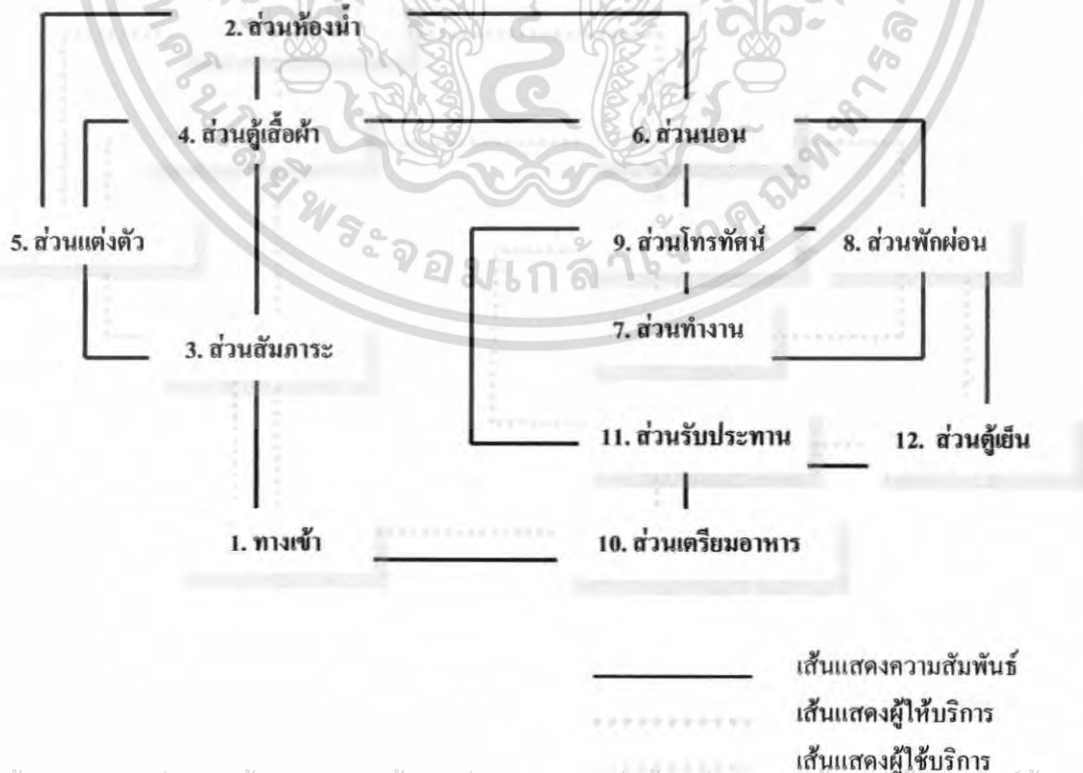 2. ส่วนห้องน้ำ
4. ส่วนตู้เสื้อผ้า
6. ส่วนนอน
5. ส่วนแต่งตัว
9. ส่วนโทรทัศน์
8. ส่วนพักผ่อน
3. ส่วนสัมภาระ
7. ส่วนทำงาน
11. ส่วนรับประทาน
12. ส่วนตู้เย็น
1. ทางเข้า
10. ส่วนเตรียมอาหาร
เส้นแสดงความสัมพันธ์
เส้นแสดงผู้ให้บริการ
เส้นแสดงผู้ใช้บริการ